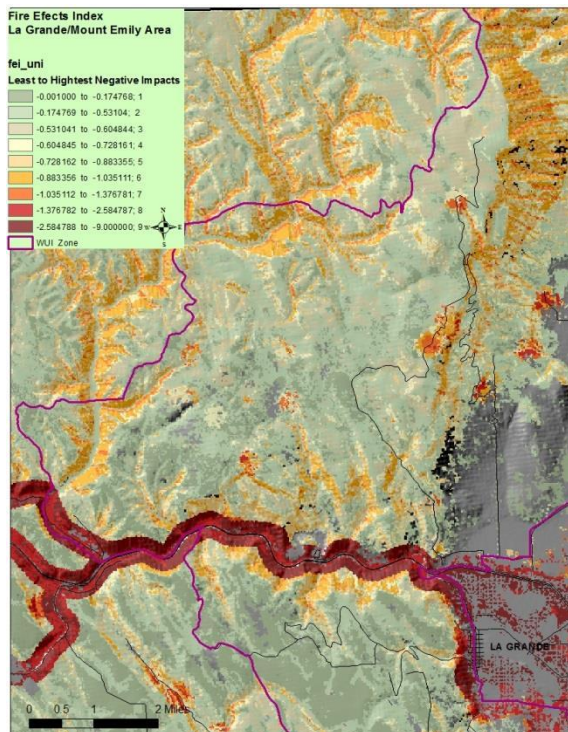 Fire Efects Index
La Grande/Mount Emily Area
fei_uni
Least to Highest Negative Impacts
-0.001000 to -0.174768; 1
-0.174769 to -0.53104; 2
-0.531041 to -0.604844; 3
-0.604845 to -0.728161; 4
-0.728162 to -0.883355; 5
-0.883356 to -1.035111; 6
-1.035112 to -1.376781; 7
-1.376782 to -2.584787; 8
-2.584788 to -9.000000; 9
WUI Zone
N
W E
S
LA GRANDE
0 0.5 1 2 Miles